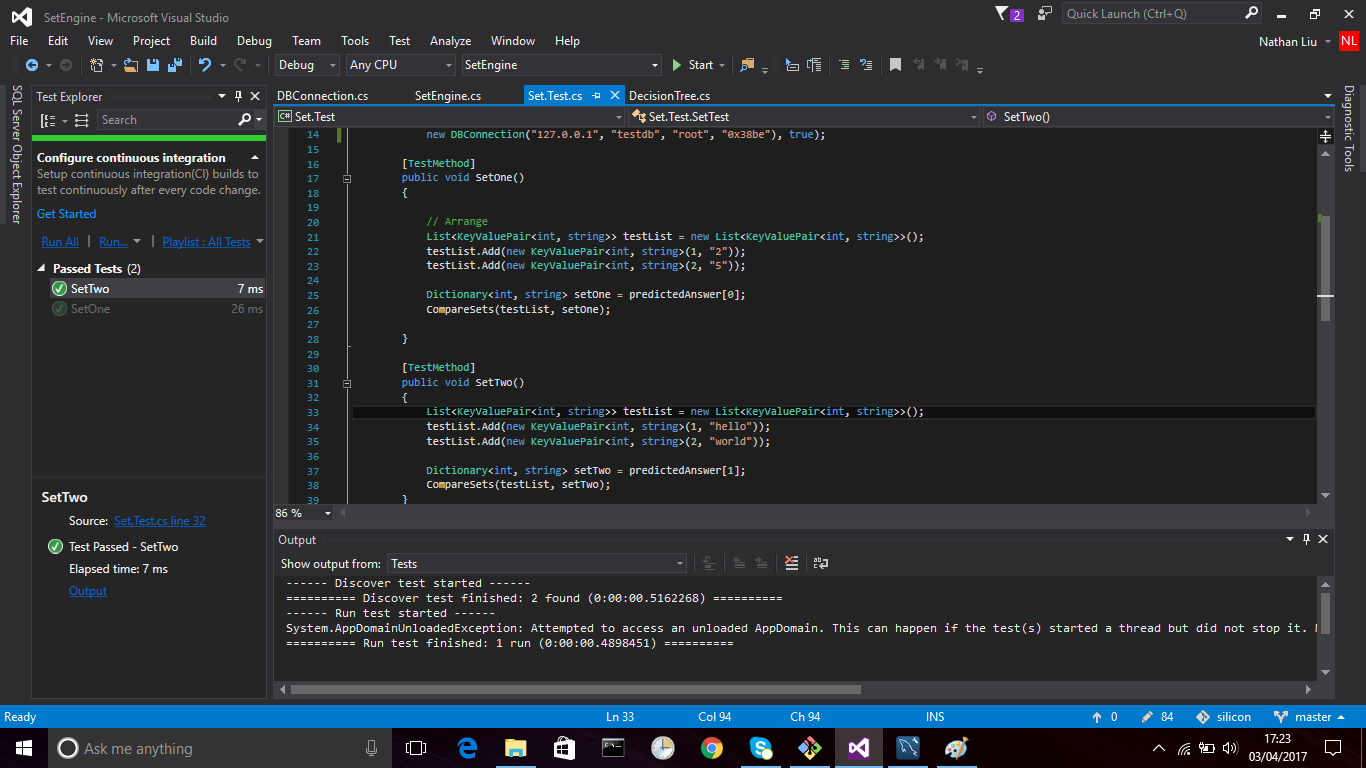 SetEngine - Microsoft Visual Studio
2
Quick Launch (Ctrl+Q)
File Edit View Project Build Debug Team Tools Test Analyze Window Help
Nathan Liu NL
Debug Any CPU SetEngine Start
SQL Server Object Explorer
Test Explorer
Search
Configure continuous integration
Setup continuous integration(CI) builds to
test continuously after every code change.
Get Started
Run All Run... Playlist : All Tests
Passed Tests (2)
SetTwo 7 ms
SetOne 26 ms
SetTwo
Source: Set.Test.cs line 32
Test Passed - SetTwo
Elapsed time: 7 ms
Output
DBConnection.cs SetEngine.cs Set.Test.cs DecisionTree.cs
C# Set.Test Set.Test.SetTest SetTwo()
14 new DBConnection("127.0.0.1", "testdb", "root", "0x38be"), true);
15
16 [TestMethod]
17 public void SetOne()
18 {
19
20 // Arrange
21 List<KeyValuePair<int, string>> testList = new List<KeyValuePair<int, string>>();
22 testList.Add(new KeyValuePair<int, string>(1, "2"));
23 testList.Add(new KeyValuePair<int, string>(2, "5"));
24
25 Dictionary<int, string> setOne = predictedAnswer[0];
26 CompareSets(testList, setOne);
27
28 }
29
30 [TestMethod]
31 public void SetTwo()
32 {
33 List<KeyValuePair<int, string>> testList = new List<KeyValuePair<int, string>>();
34 testList.Add(new KeyValuePair<int, string>(1, "hello"));
35 testList.Add(new KeyValuePair<int, string>(2, "world"));
36
37 Dictionary<int, string> setTwo = predictedAnswer[1];
38 CompareSets(testList, setTwo);
39 }
86 %
Diagnostic Tools
Output
Show output from: Tests
------ Discover test started ------
========== Discover test finished: 2 found (0:00:00.5162268) ==========
------ Run test started ------
System.AppDomainUnloadedException: Attempted to access an unloaded AppDomain. This can happen if the test(s) started a thread but did not stop it.
========== Run test finished: 1 run (0:00:00.4898451) ==========
Ready Ln 33 Col 94 Ch 94 INS 0 84 silicon master
Ask me anything
17:23
03/04/2017